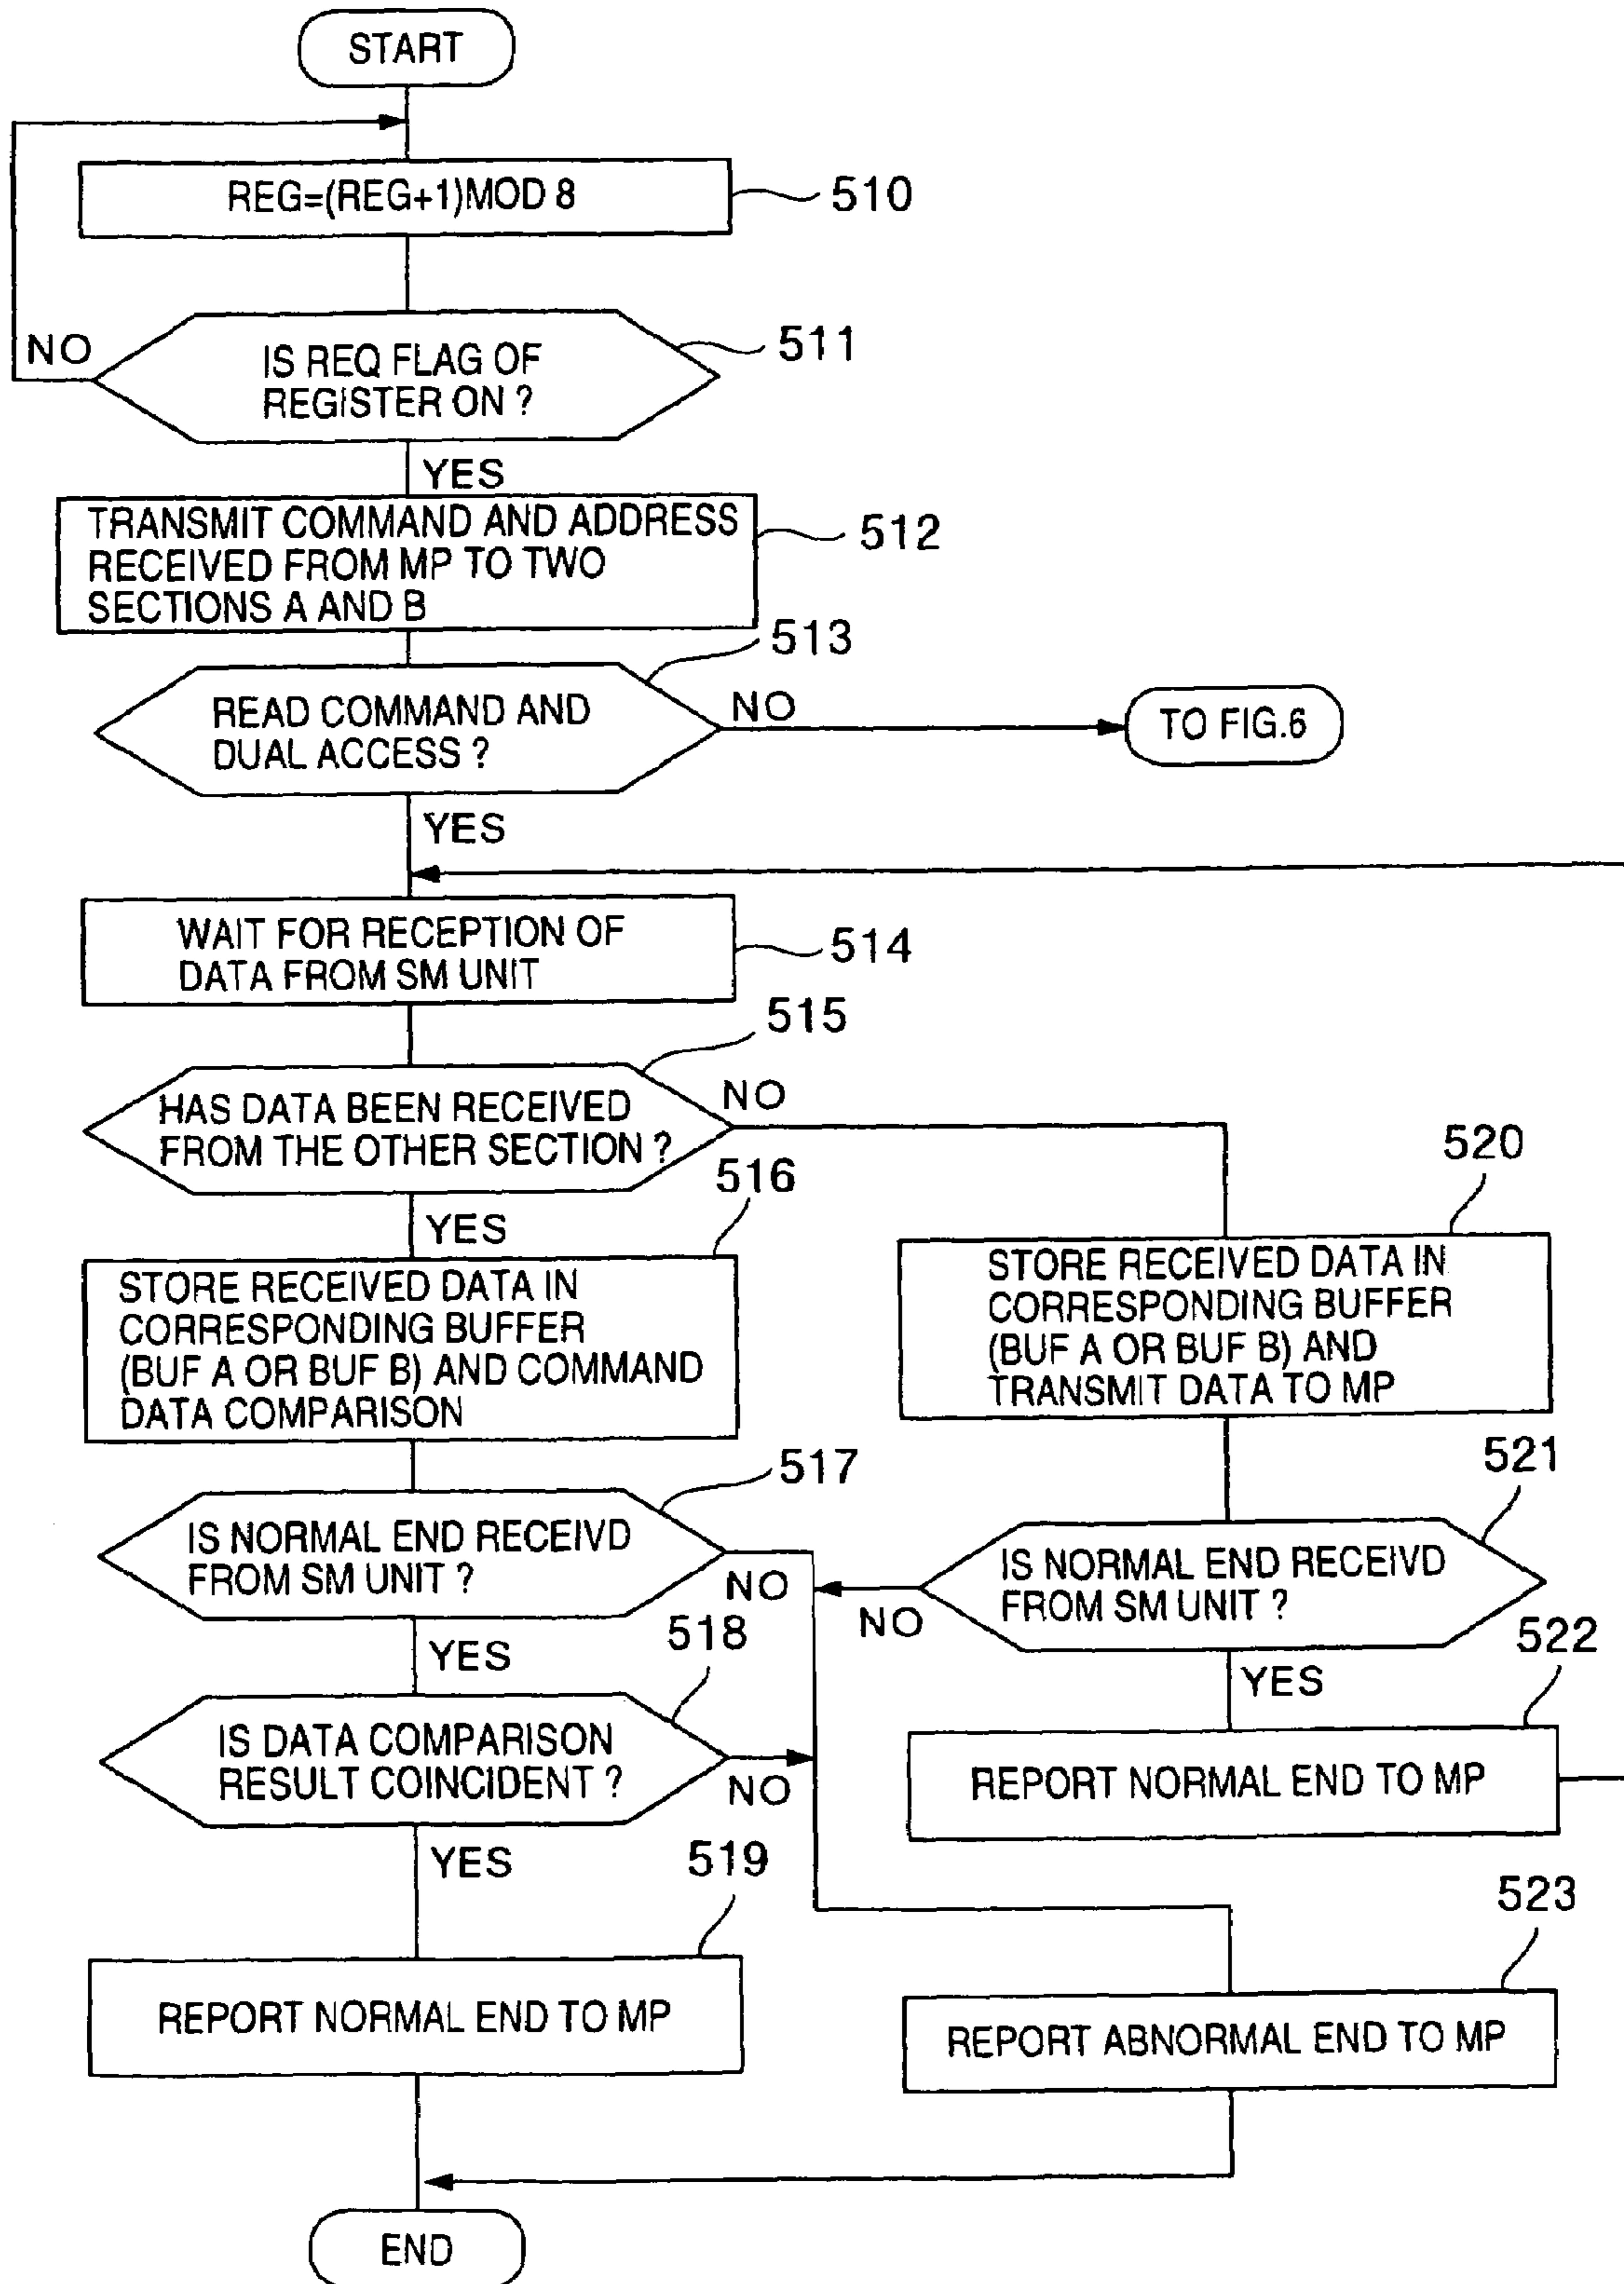 START
REG=(REG+1)MOD 8
510
IS REQ FLAG OF
REGISTER ON ?
511
NO
YES
TRANSMIT COMMAND AND ADDRESS
RECEIVED FROM MP TO TWO
SECTIONS A AND B
512
513
READ COMMAND AND
DUAL ACCESS ?
NO
TO FIG.6
YES
WAIT FOR RECEPTION OF
DATA FROM SM UNIT
514
515
HAS DATA BEEN RECEIVED
FROM THE OTHER SECTION ?
NO
YES
516
STORE RECEIVED DATA IN
CORRESPONDING BUFFER
(BUF A OR BUF B) AND COMMAND
DATA COMPARISON
520
STORE RECEIVED DATA IN
CORRESPONDING BUFFER
(BUF A OR BUF B) AND
TRANSMIT DATA TO MP
517
IS NORMAL END RECEIVD
FROM SM UNIT ?
NO
YES
521
IS NORMAL END RECEIVD
FROM SM UNIT ?
NO
YES
518
IS DATA COMPARISON
RESULT COINCIDENT ?
NO
YES
522
REPORT NORMAL END TO MP
519
REPORT NORMAL END TO MP
523
REPORT ABNORMAL END TO MP
END